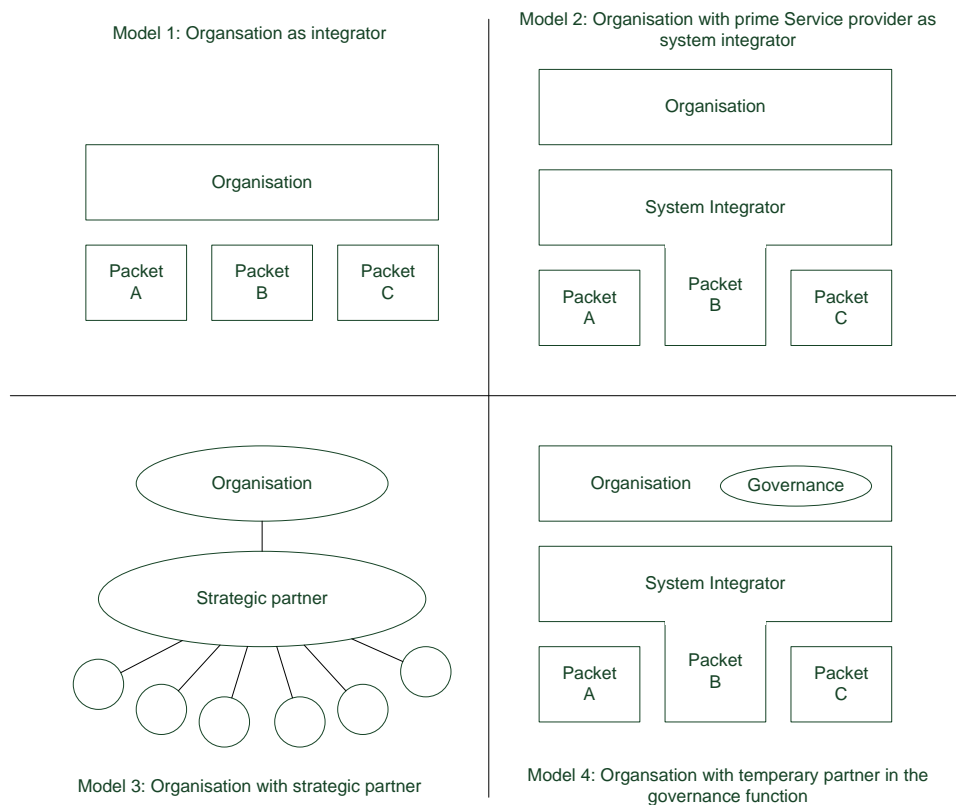 Model 1: Organsation as integrator
Organisation
Packet
A
Packet
B
Packet
C
Model 2: Organisation with prime Service provider as
system integrator
Organisation
System Integrator
Packet
A
Packet
B
Packet
C
Organisation
Strategic partner
Model 3: Organisation with strategic partner
Organisation
Governance
System Integrator
Packet
A
Packet
B
Packet
C
Model 4: Organsation with temperary partner in the
governance function